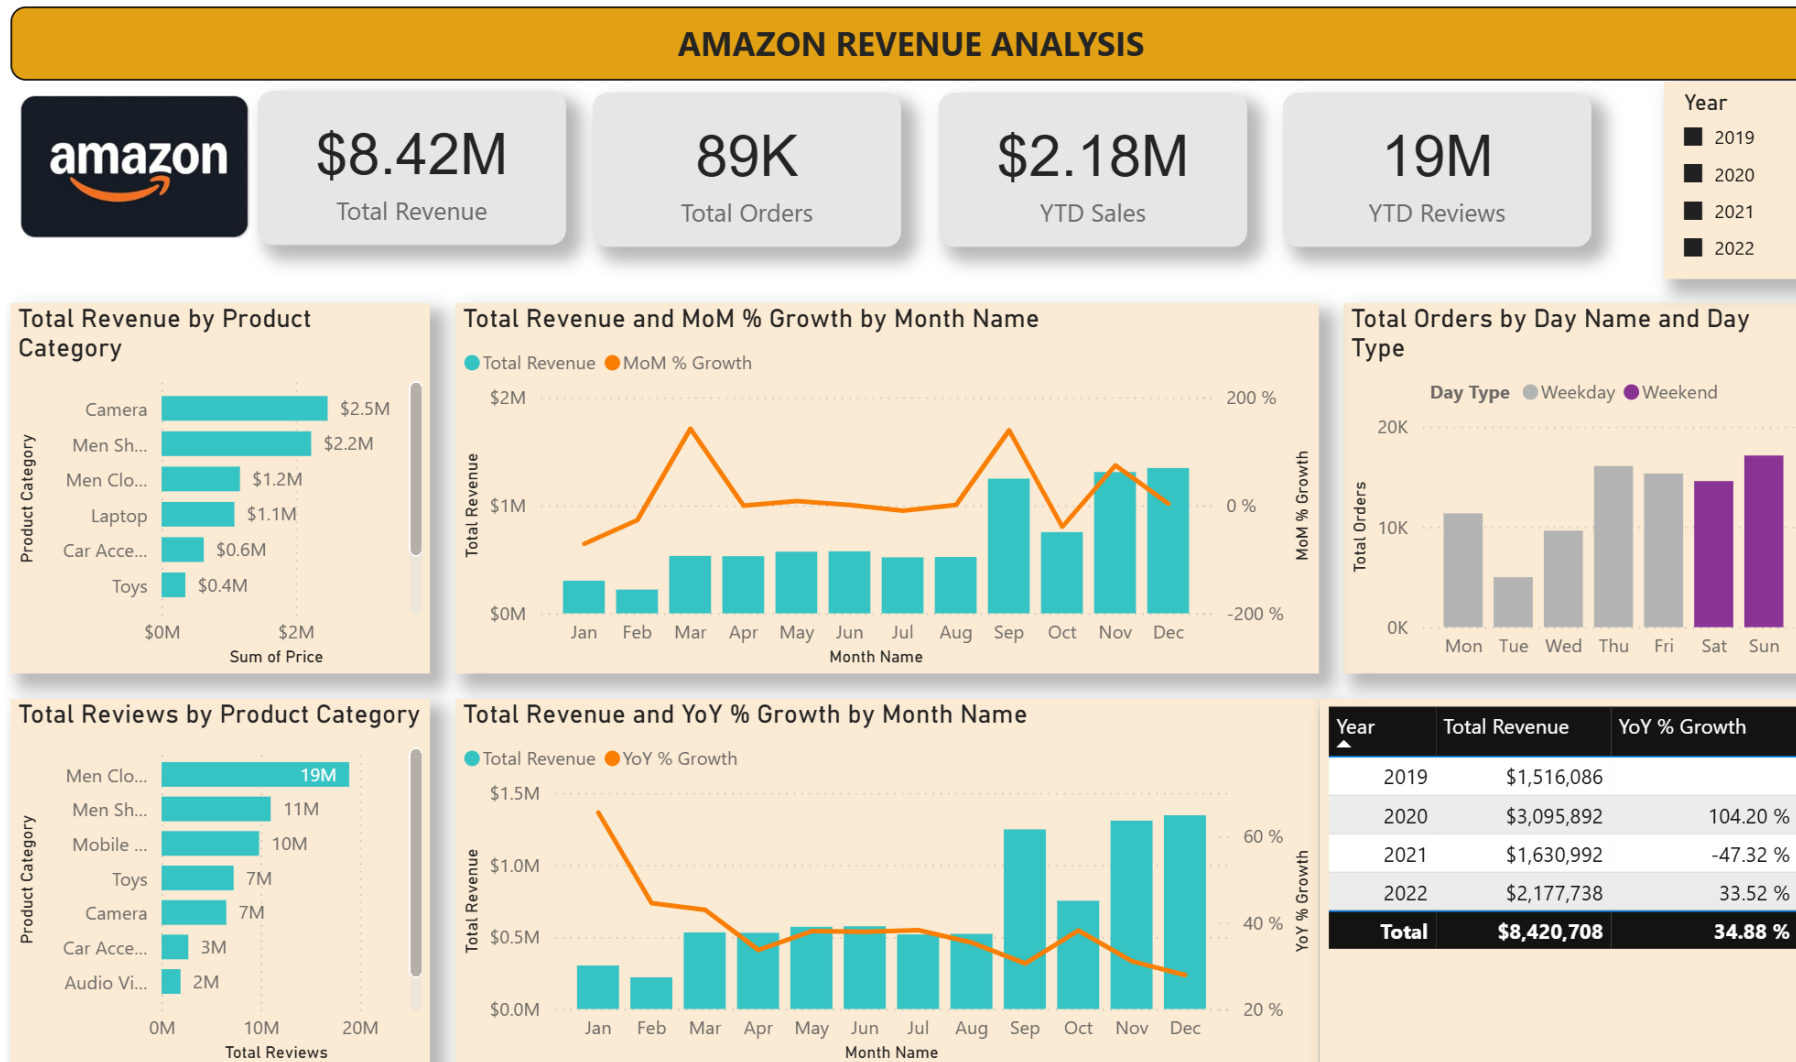 AMAZON REVENUE ANALYSIS
amazon
$8.42M
Total Revenue
89K
Total Orders
$2.18M
YTD Sales
19M
YTD Reviews
Year
2019
2020
2021
2022
Total Revenue by Product
Category
Product Category
Camera $2.5M
Men Sh... $2.2M
Men Clo... $1.2M
Laptop $1.1M
Car Acce... $0.6M
Toys $0.4M
$0M $2M
Sum of Price
Total Revenue and MoM % Growth by Month Name
Total Revenue MoM % Growth
Total Revenue
$2M
$1M
$0M
200 %
0 %
-200 %
MoM % Growth
Jan Feb Mar Apr May Jun Jul Aug Sep Oct Nov Dec
Month Name
Total Orders by Day Name and Day
Type
Day Type Weekday Weekend
Total Orders
20K
10K
0K
Mon Tue Wed Thu Fri Sat Sun
Total Reviews by Product Category
Product Category
Men Clo... 19M
Men Sh... 11M
Mobile ... 10M
Toys 7M
Camera 7M
Car Acce... 3M
Audio Vi... 2M
0M 10M 20M
Total Reviews
Total Revenue and YoY % Growth by Month Name
Total Revenue YoY % Growth
Total Revenue
$1.5M
$1.0M
$0.5M
$0.0M
60 %
40 %
20 %
YoY % Growth
Jan Feb Mar Apr May Jun Jul Aug Sep Oct Nov Dec
Month Name
Year Total Revenue YoY % Growth
2019 $1,516,086
2020 $3,095,892 104.20 %
2021 $1,630,992 -47.32 %
2022 $2,177,738 33.52 %
Total $8,420,708 34.88 %